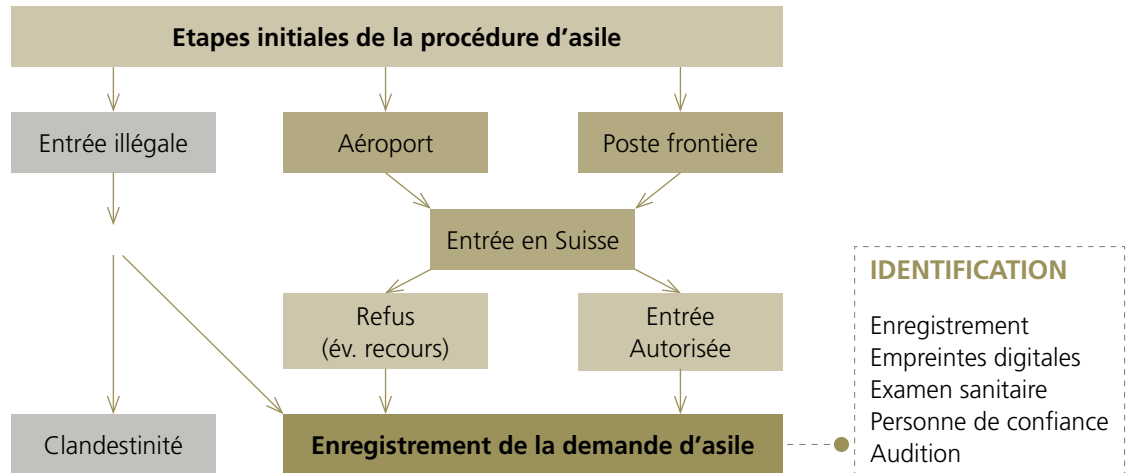 Etapes initiales de la procédure d’asile
Entrée illégale
Aéroport
Poste frontière
Entrée en Suisse
Refus
(év. recours)
Entrée
Autorisée
Clandestinité
Enregistrement de la demande d’asile
IDENTIFICATION
Enregistrement
Empreintes digitales
Examen sanitaire
Personne de confiance
Audition